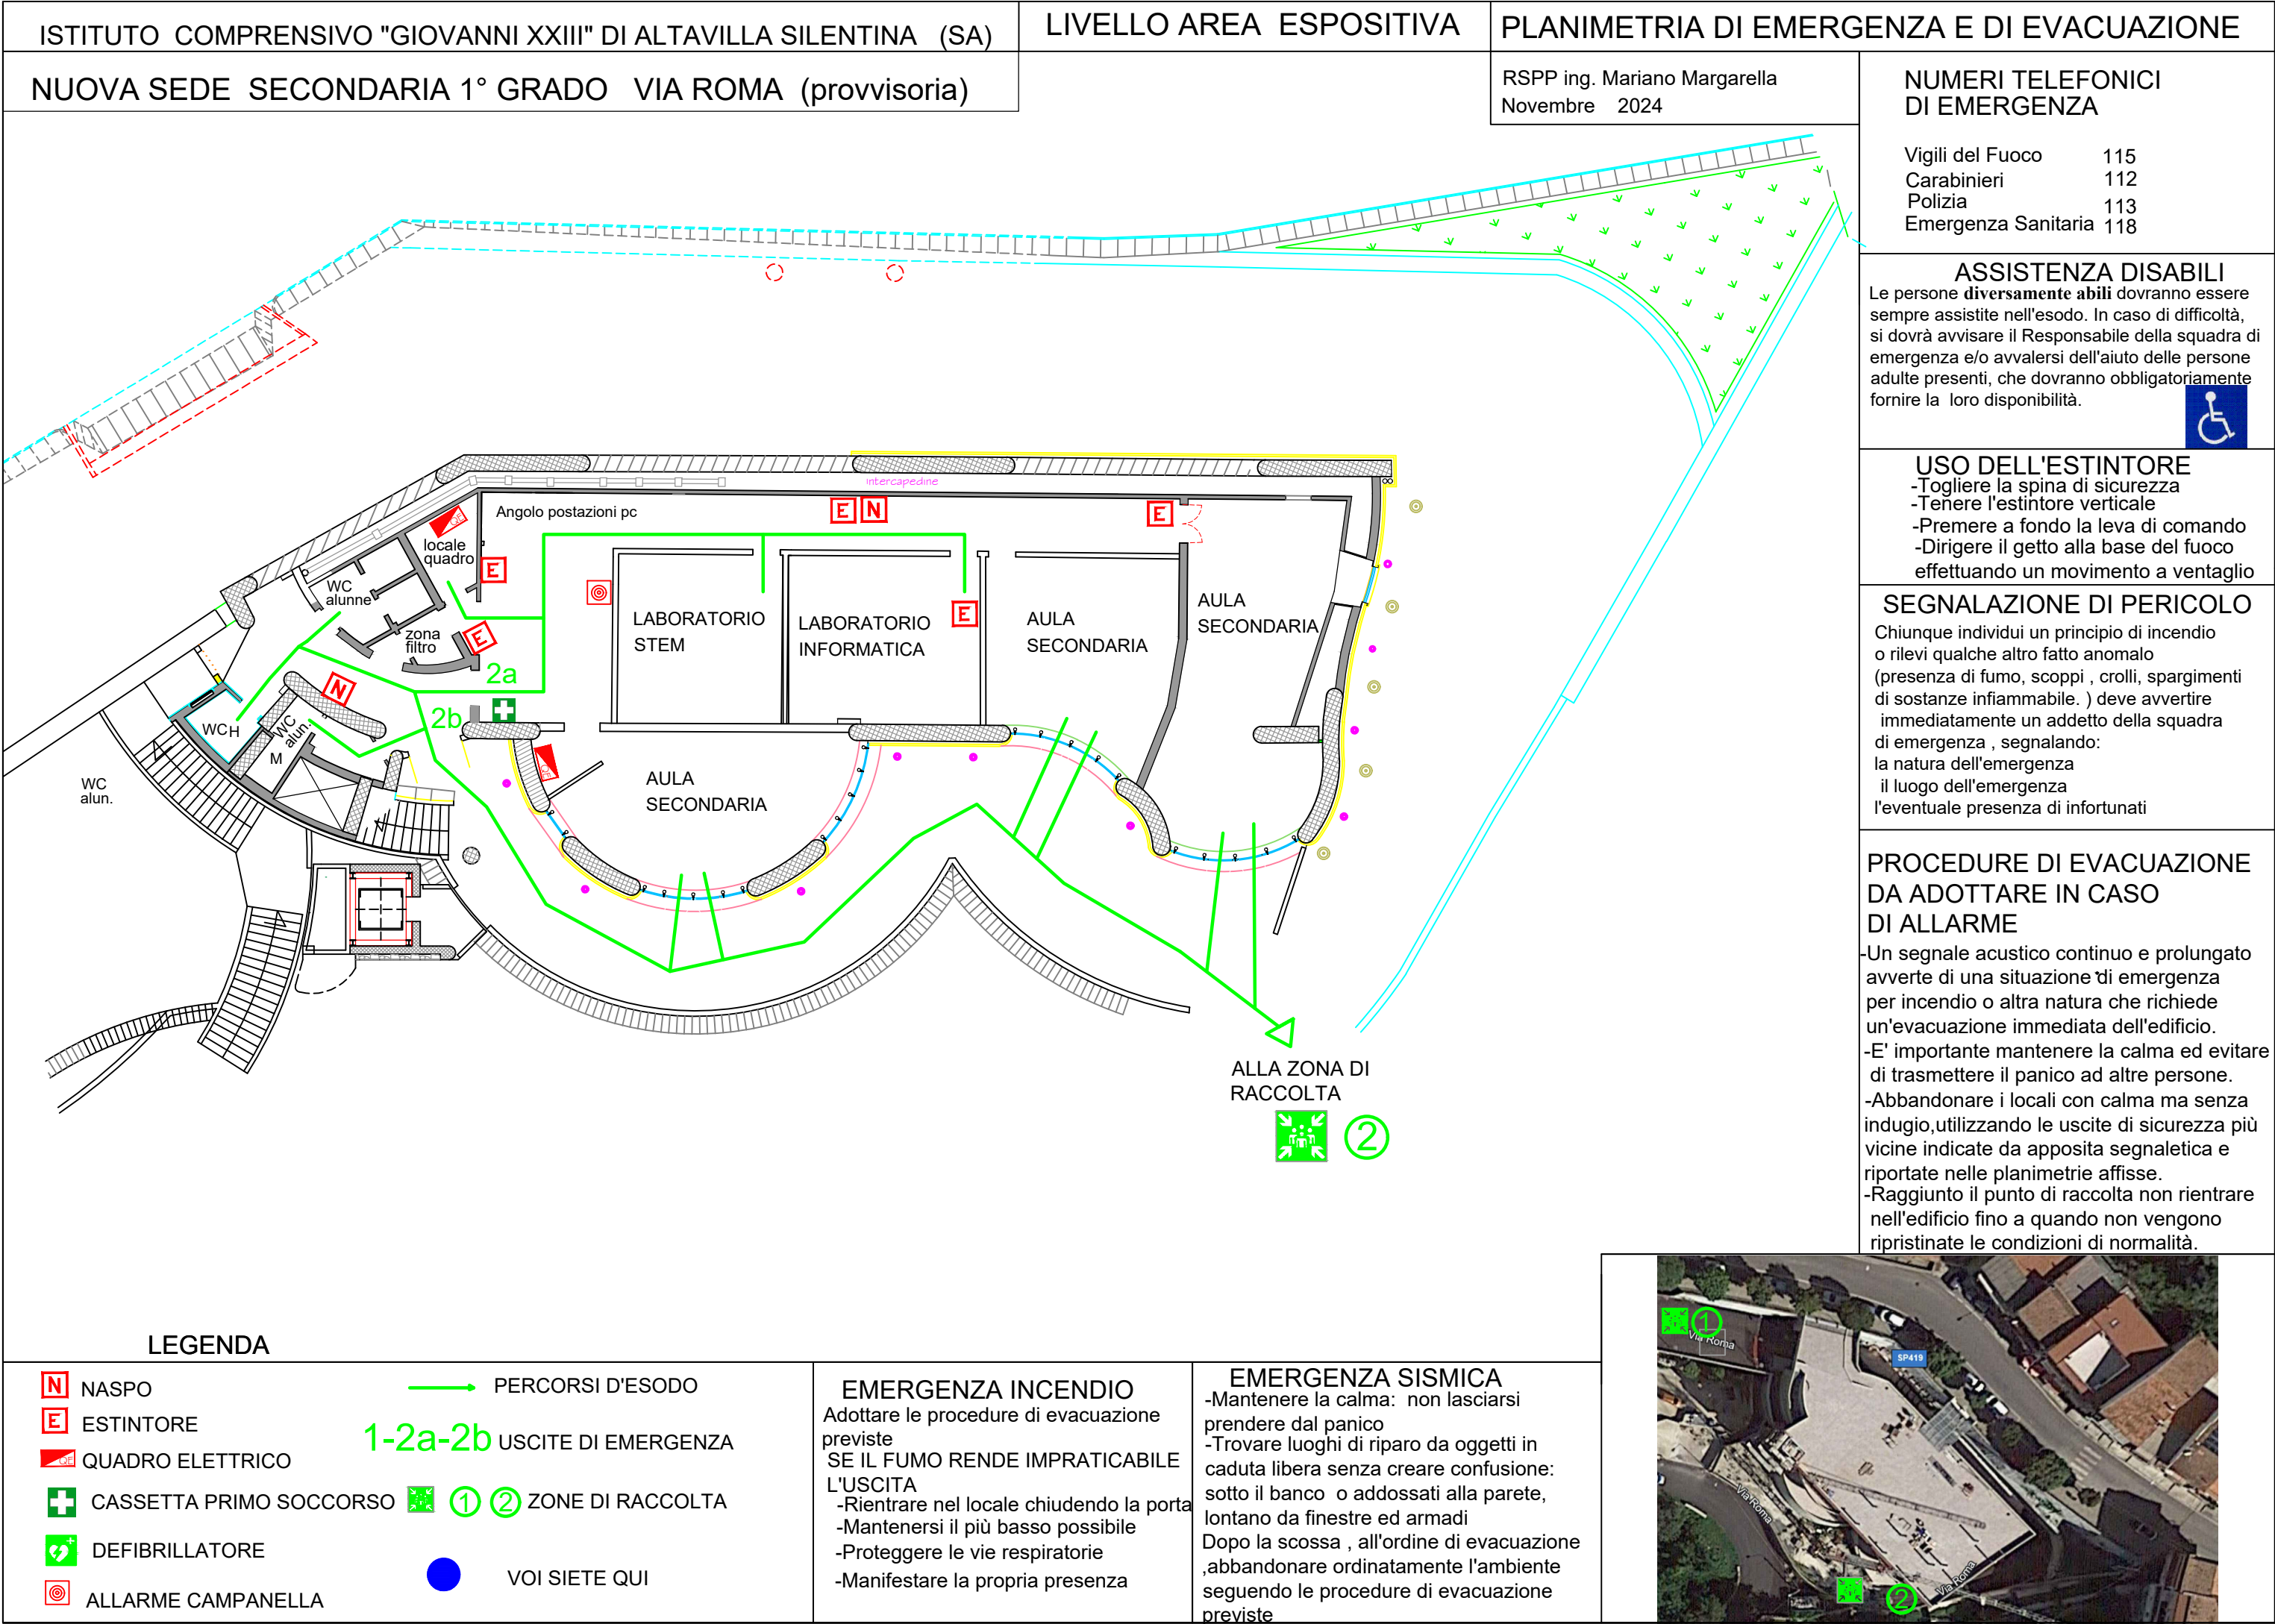 ISTITUTO COMPRENSIVO "GIOVANNI XXIII" DI ALTAVILLA SILENTINA (SA)
LIVELLO AREA ESPOSITIVA
PLANIMETRIA DI EMERGENZA E DI EVACUAZIONE
NUOVA SEDE SECONDARIA 1° GRADO VIA ROMA (provvisoria)
RSPP ing. Mariano Margarella
Novembre 2024
NUMERI TELEFONICI
DI EMERGENZA
Vigili del Fuoco 115
Carabinieri 112
Polizia 113
Emergenza Sanitaria 118
ASSISTENZA DISABILI
Le persone diversamente abili dovranno essere
sempre assistite nell'esodo. In caso di difficoltà,
si dovrà avvisare il Responsabile della squadra di
emergenza e/o avvalersi dell'aiuto delle persone
adulte presenti, che dovranno obbligatoriamente
fornire la loro disponibilità.
USO DELL'ESTINTORE
-Togliere la spina di sicurezza
-Tenere l'estintore verticale
-Premere a fondo la leva di comando
-Dirigere il getto alla base del fuoco
effettuando un movimento a ventaglio
SEGNALAZIONE DI PERICOLO
Chiunque individui un principio di incendio
o rilevi qualche altro fatto anomalo
(presenza di fumo, scoppi , crolli, spargimenti
di sostanze infiammabile. ) deve avvertire
immediatamente un addetto della squadra
di emergenza , segnalando:
la natura dell'emergenza
il luogo dell'emergenza
l'eventuale presenza di infortunati
PROCEDURE DI EVACUAZIONE
DA ADOTTARE IN CASO
DI ALLARME
-Un segnale acustico continuo e prolungato
avverte di una situazione di emergenza
per incendio o altra natura che richiede
un'evacuazione immediata dell'edificio.
-E' importante mantenere la calma ed evitare
di trasmettere il panico ad altre persone.
-Abbandonare i locali con calma ma senza
indugio,utilizzando le uscite di sicurezza più
vicine indicate da apposita segnaletica e
riportate nelle planimetrie affisse.
-Raggiunto il punto di raccolta non rientrare
nell'edificio fino a quando non vengono
ripristinate le condizioni di normalità.
Intercapedine
Angolo postazioni pc
E N
E
QE
locale
quadro
E
WC
alunne
zona
filtro
E
2a
LABORATORIO
STEM
LABORATORIO
INFORMATICA
E
AULA
SECONDARIA
AULA
SECONDARIA
N
2b
WCH
WC
alun.
M
QE
AULA
SECONDARIA
WC
alun.
ALLA ZONA DI
RACCOLTA
2
LEGENDA
N NASPO
E ESTINTORE
QE QUADRO ELETTRICO
CASSETTA PRIMO SOCCORSO
DEFIBRILLATORE
ALLARME CAMPANELLA
PERCORSI D'ESODO
1-2a-2b USCITE DI EMERGENZA
1 2 ZONE DI RACCOLTA
VOI SIETE QUI
EMERGENZA INCENDIO
Adottare le procedure di evacuazione
previste
SE IL FUMO RENDE IMPRATICABILE
L'USCITA
-Rientrare nel locale chiudendo la porta
-Mantenersi il più basso possibile
-Proteggere le vie respiratorie
-Manifestare la propria presenza
EMERGENZA SISMICA
-Mantenere la calma: non lasciarsi
prendere dal panico
-Trovare luoghi di riparo da oggetti in
caduta libera senza creare confusione:
sotto il banco o addossati alla parete,
lontano da finestre ed armadi
Dopo la scossa , all'ordine di evacuazione
,abbandonare ordinatamente l'ambiente
seguendo le procedure di evacuazione
previste
1
Via Roma
SP419
Via Roma
Via Roma
2